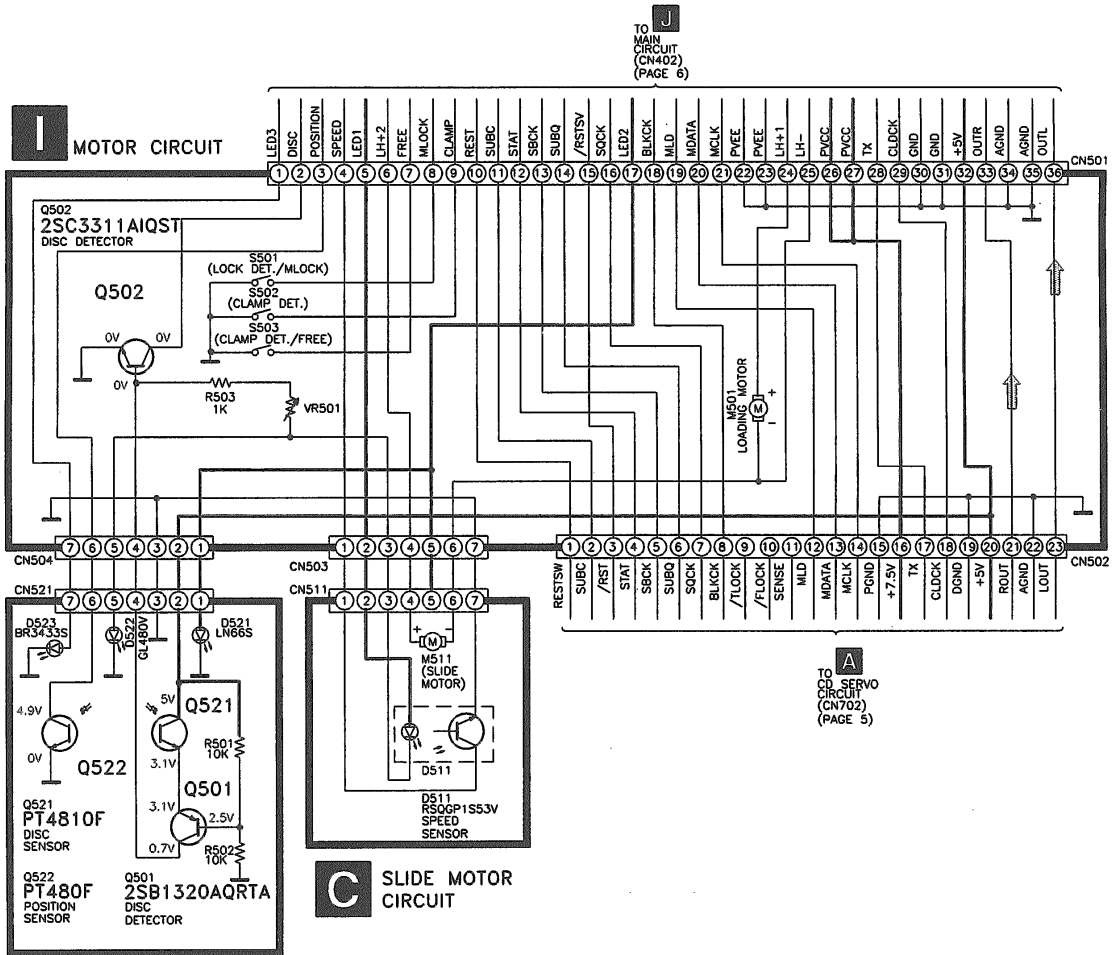 J
TO
MAIN
CIRCUIT
(CN402)
(PAGE 6)
I
MOTOR CIRCUIT
LED3
DISC
POSITION
SPEED
LED1
LH+2
FREE
MLOCK
CLAMP
REST
SUBC
STAT
SBCK
SUBQ
/RSTSV
SQCK
LED2
BLKCK
MLD
MDATA
MCLK
PVEE
PVEE
LH+1
LH-
PVCC
PVCC
TX
CLDCK
GND
GND
+5V
OUTR
AGND
AGND
OUTL
1 2 3 4 5 6 7 8 9 10 11 12 13 14 15 16 17 18 19 20 21 22 23 24 25 26 27 28 29 30 31 32 33 34 35 36
CN501
Q502
2SC3311AIQST
DISC DETECTOR
S501
(LOCK DET./MLOCK)
S502
(CLAMP DET.)
S503
(CLAMP DET./FREE)
Q502
0V
0V
0V
R503
1K
VR501
M501
LOADING MOTOR
+
M
-
CN504
7 6 5 4 3 2 1
CN503
1 2 3 4 5 6 7
1 2 3 4 5 6 7 8 9 10 11 12 13 14 15 16 17 18 19 20 21 22 23
CN502
RESTSW
SUBC
/RST
STAT
SBCK
SUBQ
SQCK
BLKCK
/TLOCK
/FLOCK
SENSE
MLD
MDATA
MCLK
PGND
+7.5V
TX
CLDCK
DGND
+5V
ROUT
AGND
LOUT
CN521
7 6 5 4 3 2 1
CN511
1 2 3 4 5 6 7
D523
BR3433S
D522
GL480V
D521
LN66S
+
M
-
M511
(SLIDE
MOTOR)
A
TO
CD SERVO
CIRCUIT
(CN702)
(PAGE 5)
4.9V
5V
Q521
R501
10K
0V
Q522
3.1V
Q501
3.1V
2.5V
0.7V
R502
10K
D511
D511
RSQGP1S53V
SPEED
SENSOR
Q521
PT4810F
DISC
SENSOR
Q522
PT480F
POSITION
SENSOR
Q501
2SB1320AQRTA
DISC
DETECTOR
C
SLIDE MOTOR
CIRCUIT